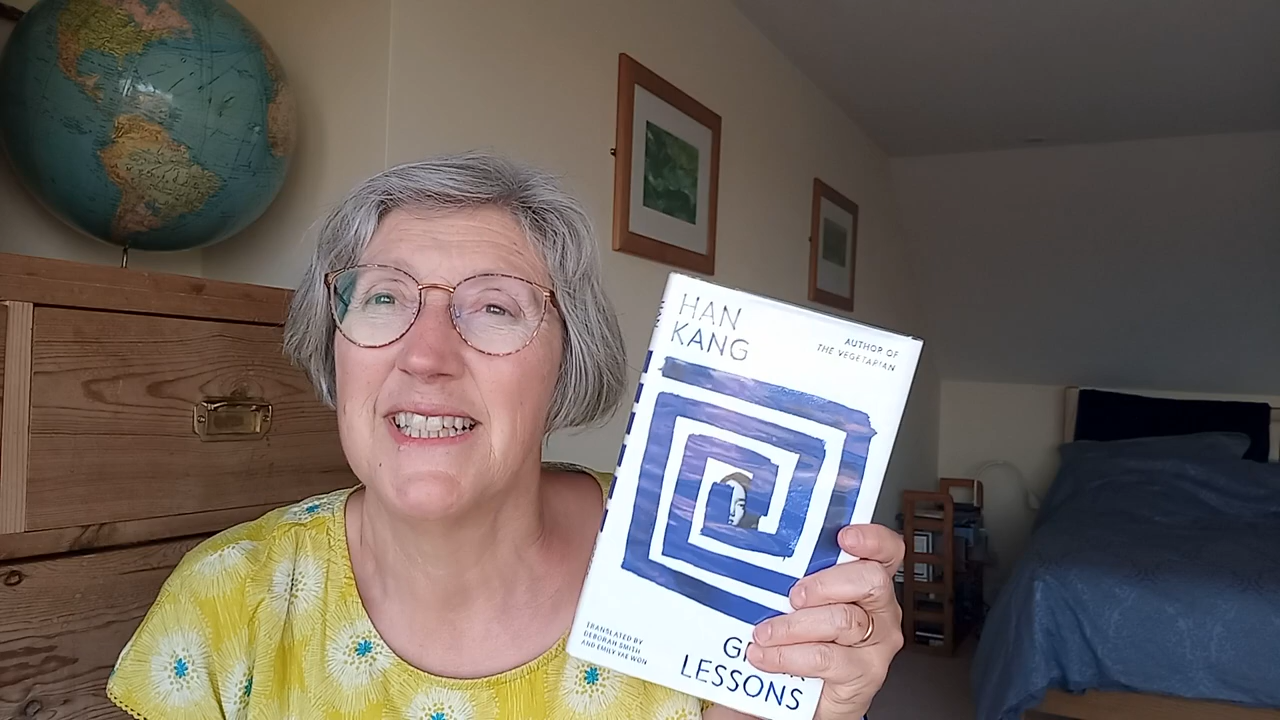 HAN
KANG
AUTHOR OF
THE VEGETARIAN
TRANSLATED BY
DEBORAH SMITH
AND EMILY YAE WON
LESSONS